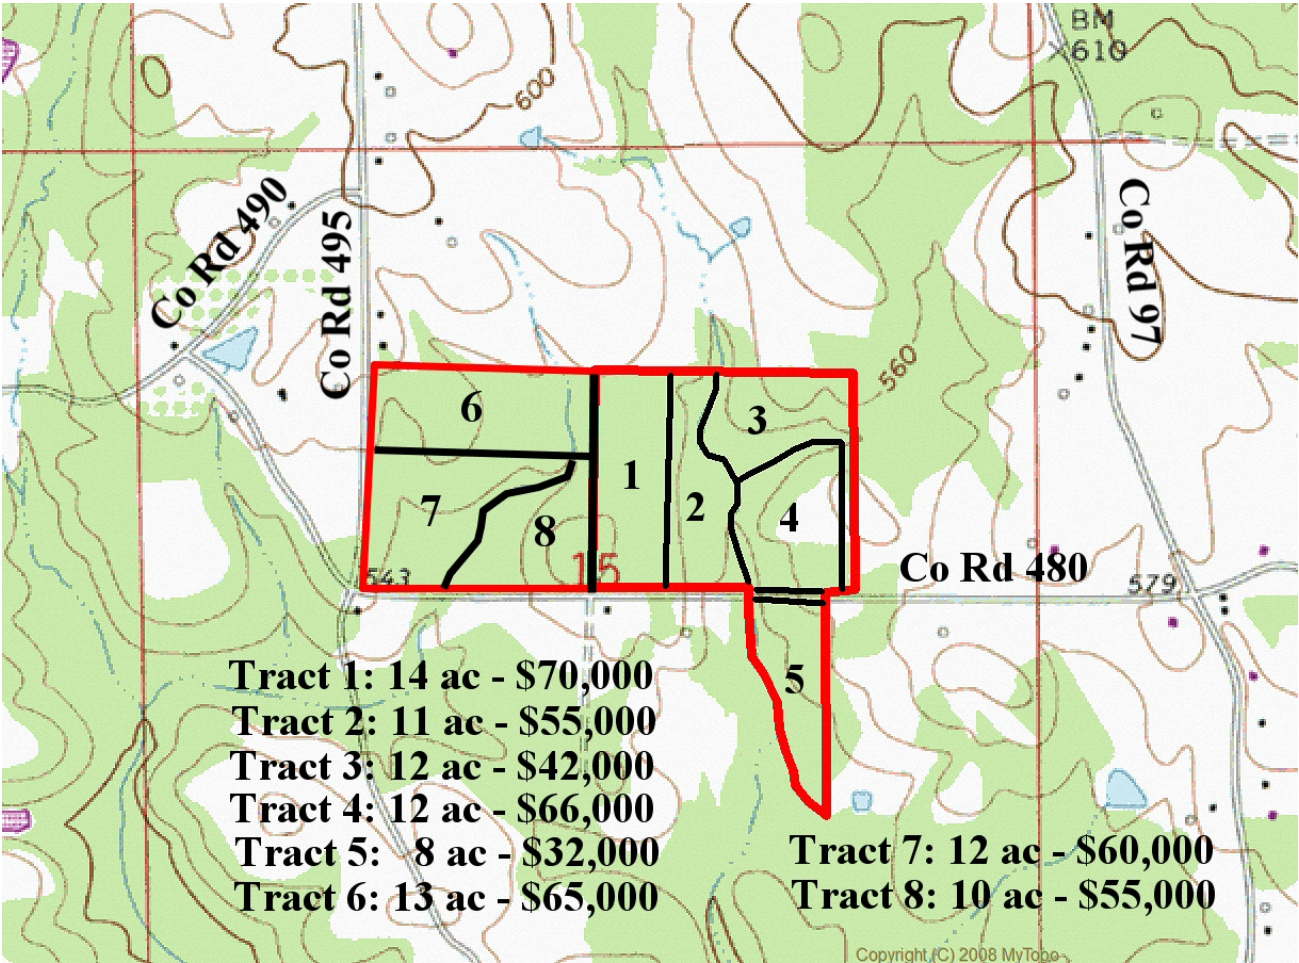 BM
610
600
Co Rd 490
Co Rd 495
Co Rd 97
560
6
3
1
7
2
8
4
15
543
Co Rd 480
579
5
Tract 1: 14 ac - $70,000
Tract 2: 11 ac - $55,000
Tract 3: 12 ac - $42,000
Tract 4: 12 ac - $66,000
Tract 5: 8 ac - $32,000
Tract 6: 13 ac - $65,000
Tract 7: 12 ac - $60,000
Tract 8: 10 ac - $55,000
Copyright (C) 2008 MyTopo